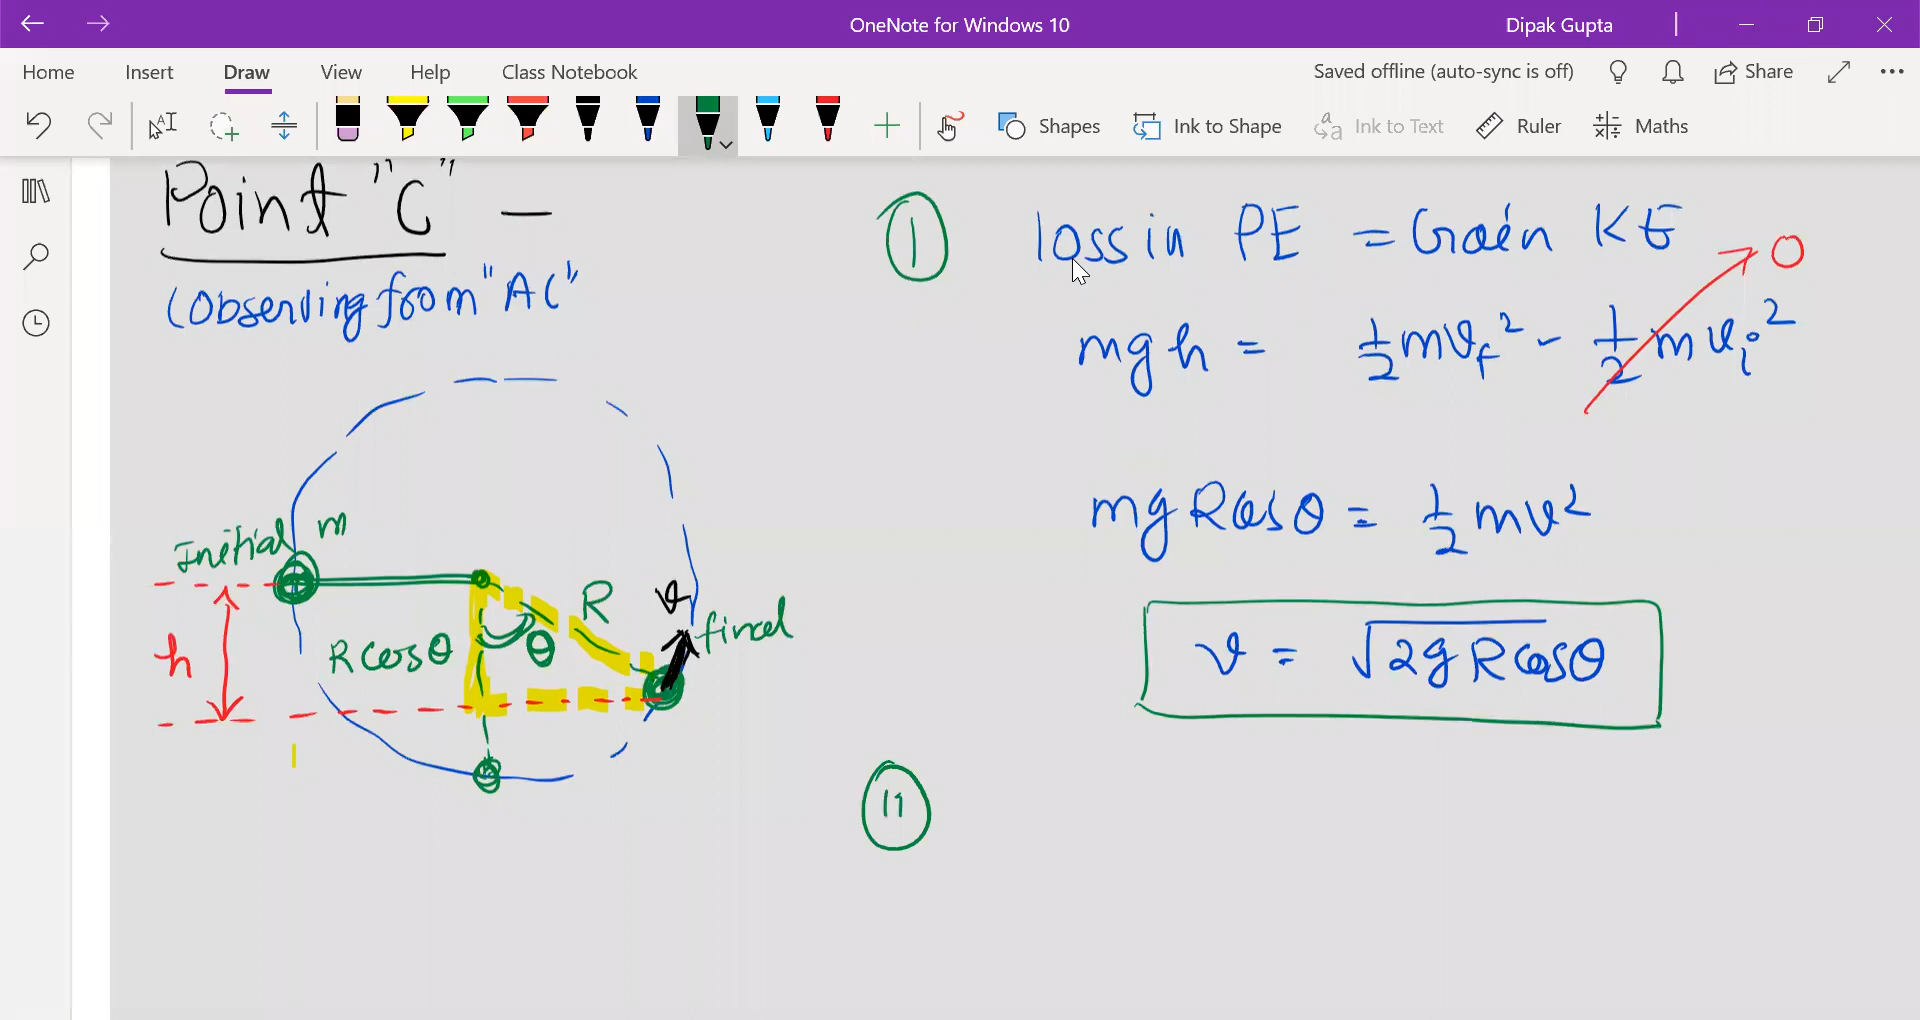 OneNote for Windows 10
Dipak Gupta
Home Insert Draw View Help Class Notebook
Saved offline (auto-sync is off) Share
Shapes Ink to Shape Ink to Text Ruler Maths
Point "C" —
(Observing from "AC"
Initial m
h
R cos θ
θ
R
v
final
1
loss in PE = Gain KE
0
mgh = ½mv_f² - ½mv_i²
mgRcosθ = ½mv²
v = √2gRcosθ
11